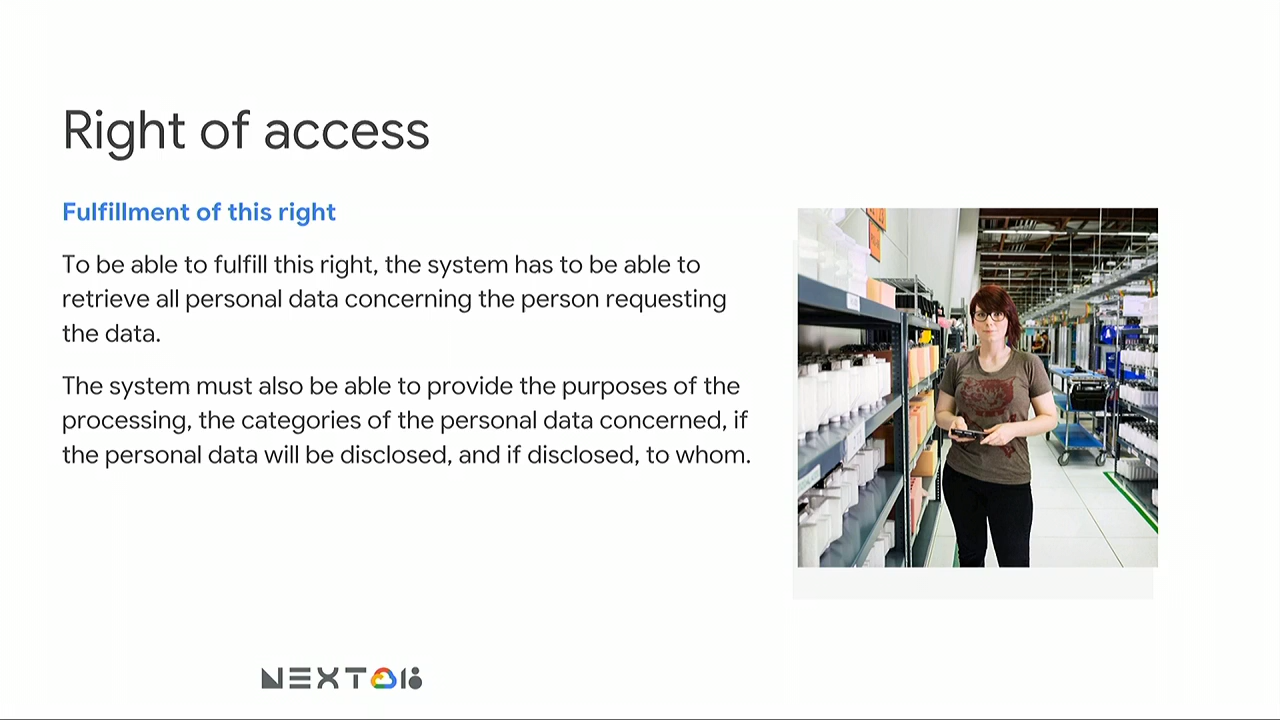 Right of access
Fulfillment of this right
To be able to fulfill this right, the system has to be able to
retrieve all personal data concerning the person requesting
the data.
The system must also be able to provide the purposes of the
processing, the categories of the personal data concerned, if
the personal data will be disclosed, and if disclosed, to whom.
NEXT 18